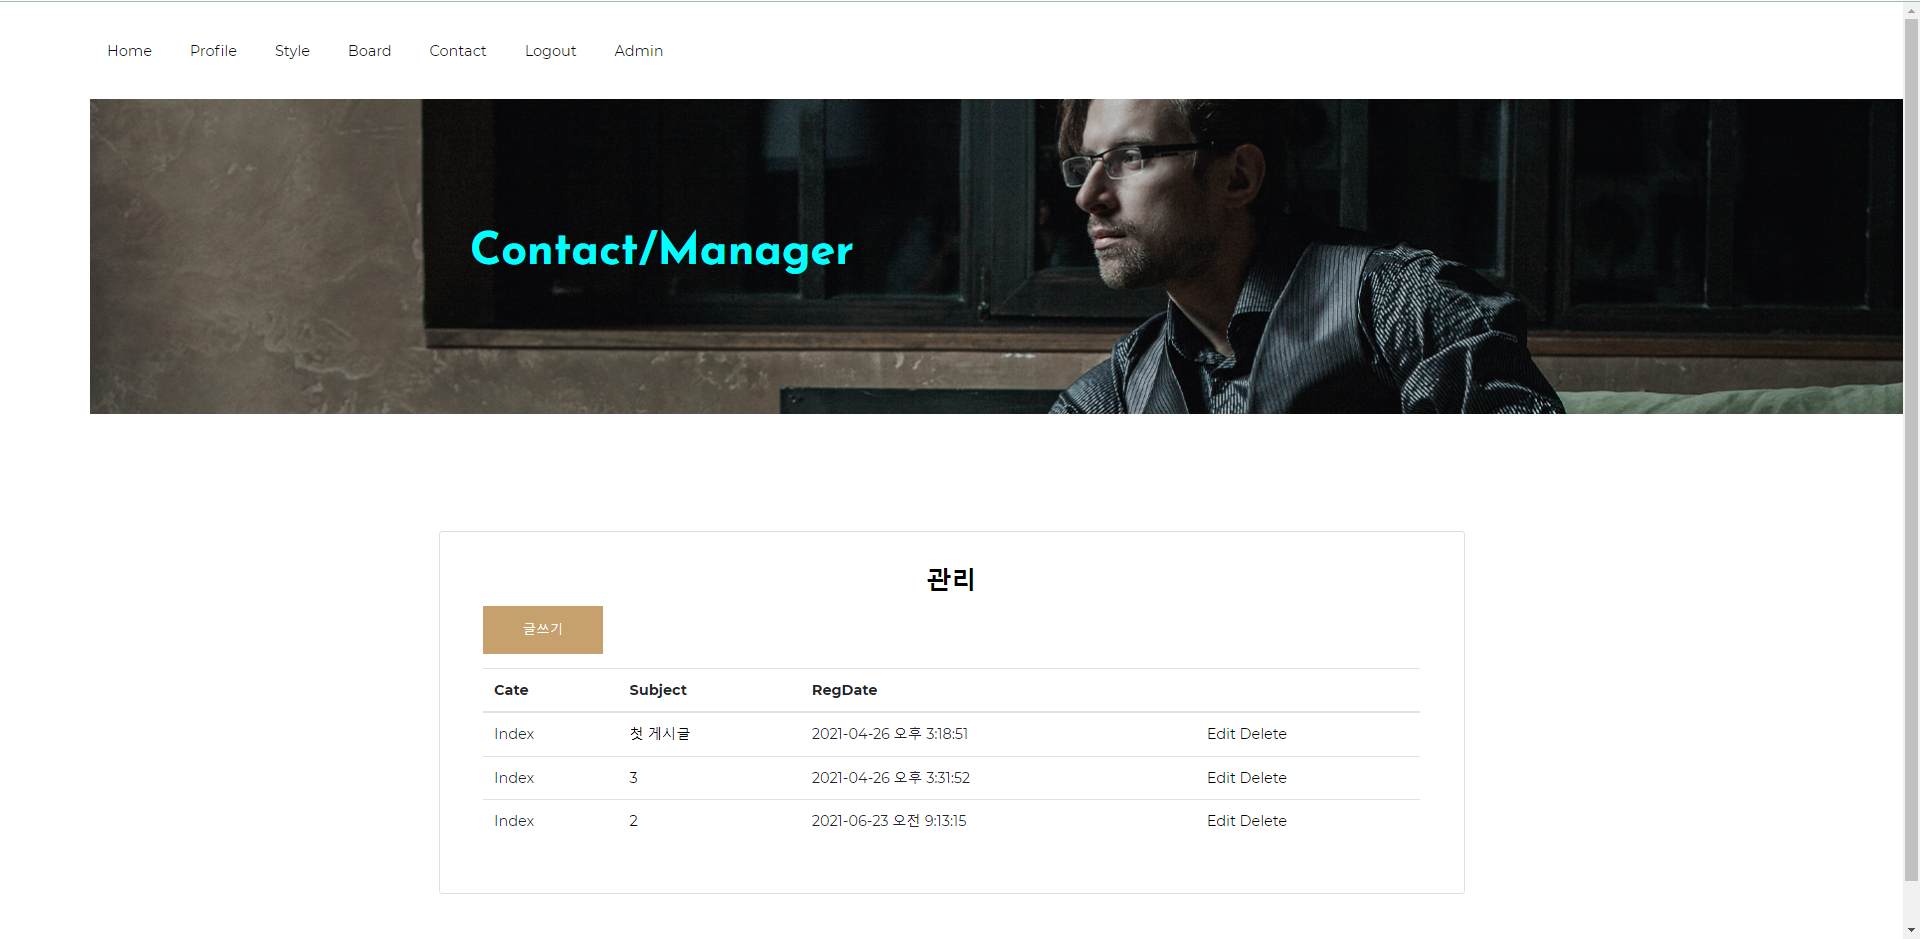 Home Profile Style Board Contact Logout Admin
Contact/Manager
관리
글쓰기
Cate Subject RegDate
Index 첫 게시글 2021-04-26 오후 3:18:51 Edit Delete
Index 3 2021-04-26 오후 3:31:52 Edit Delete
Index 2 2021-06-23 오전 9:13:15 Edit Delete